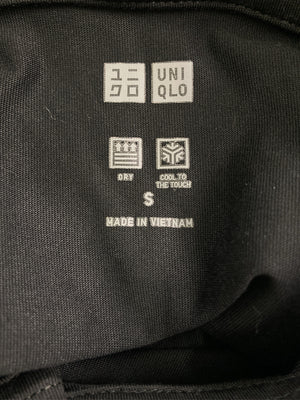 ユニ UNI
クロ QLO
DRY COOL TO
THE TOUCH
S
MADE IN VIETNAM